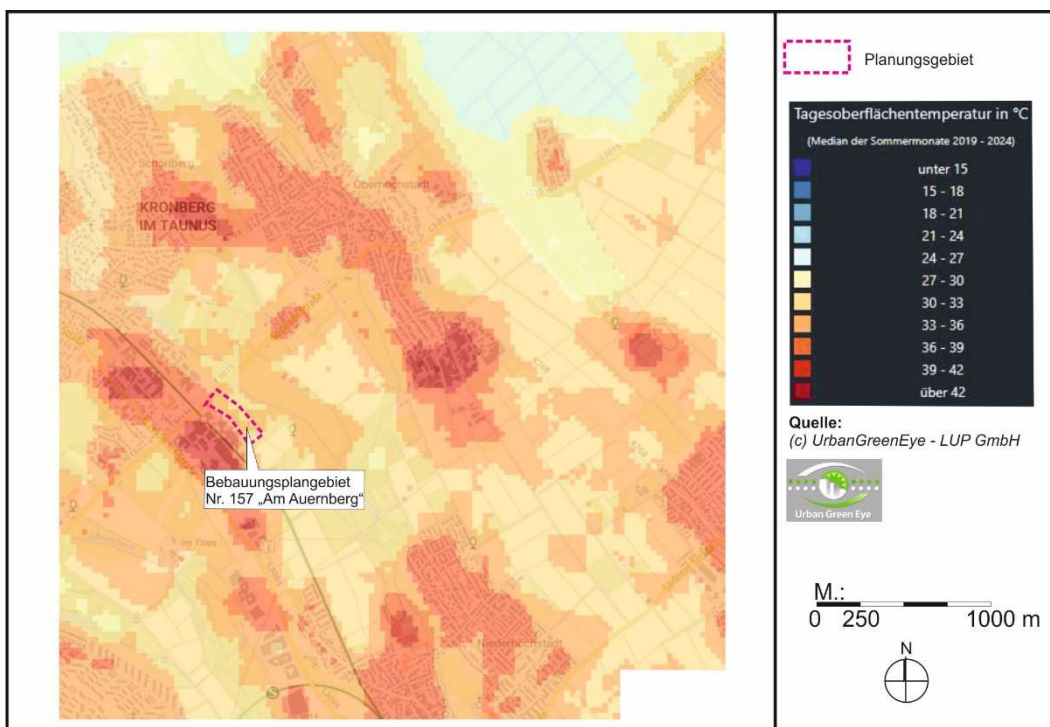 Schönberg
Oberhöchstadt
KRONBERG
IM TAUNUS
L3015
Bebauungsplangebiet
Nr. 157 „Am Auernberg“
Im Tries
Niederhöchstadt
S
Planungsgebiet
Tagesoberflächentemperatur in °C
(Median der Sommermonate 2019 - 2024)
unter 15
15 - 18
18 - 21
21 - 24
24 - 27
27 - 30
30 - 33
33 - 36
36 - 39
39 - 42
über 42
Quelle:
(c) UrbanGreenEye - LUP GmbH
Urban Green Eye
M.:
0 250 1000 m
N